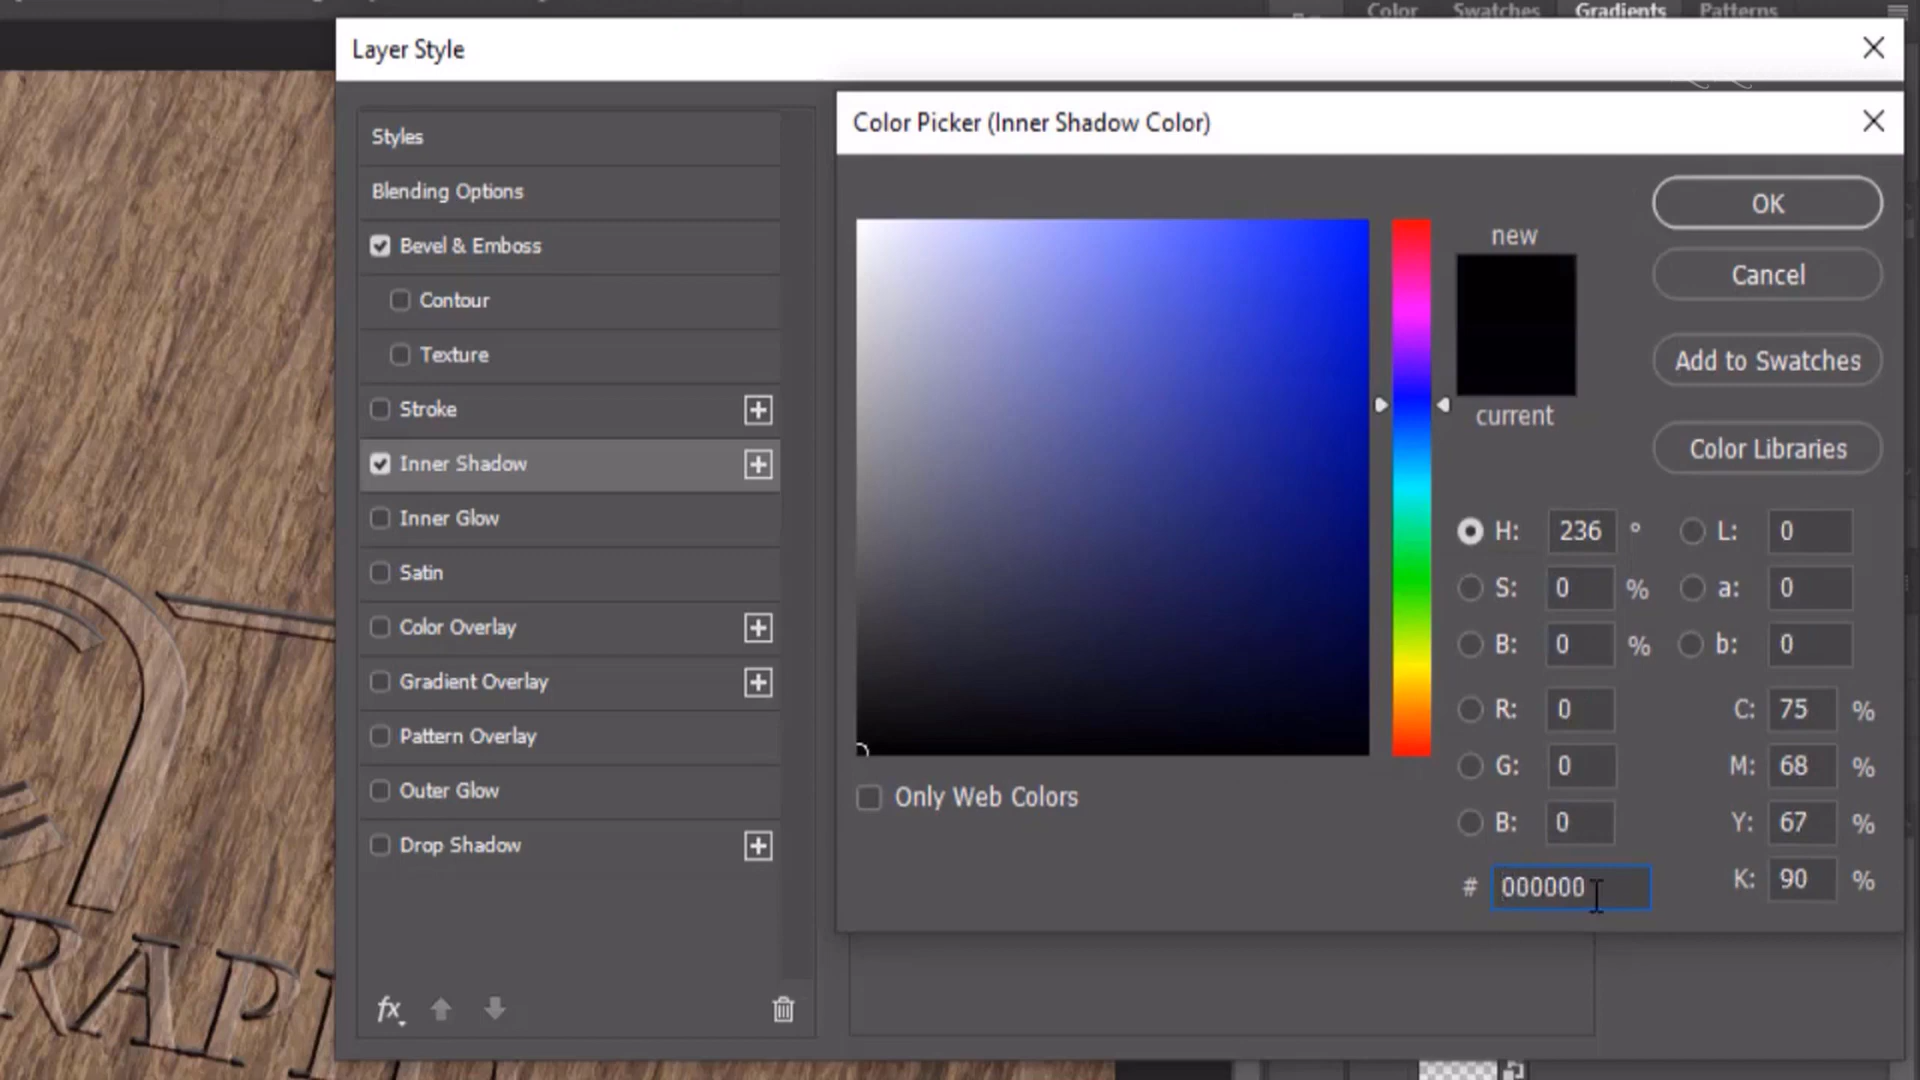 Color Swatches Gradients Patterns
Layer Style
Color Picker (Inner Shadow Color)
Styles
Blending Options
Bevel & Emboss
Contour
Texture
Stroke
Inner Shadow
Inner Glow
Satin
Color Overlay
Gradient Overlay
Pattern Overlay
Outer Glow
Drop Shadow
fx
new
current
OK
Cancel
Add to Swatches
Color Libraries
H: 236 °
S: 0 %
B: 0 %
R: 0
G: 0
B: 0
# 000000
L: 0
a: 0
b: 0
C: 75 %
M: 68 %
Y: 67 %
K: 90 %
Only Web Colors
RAPI